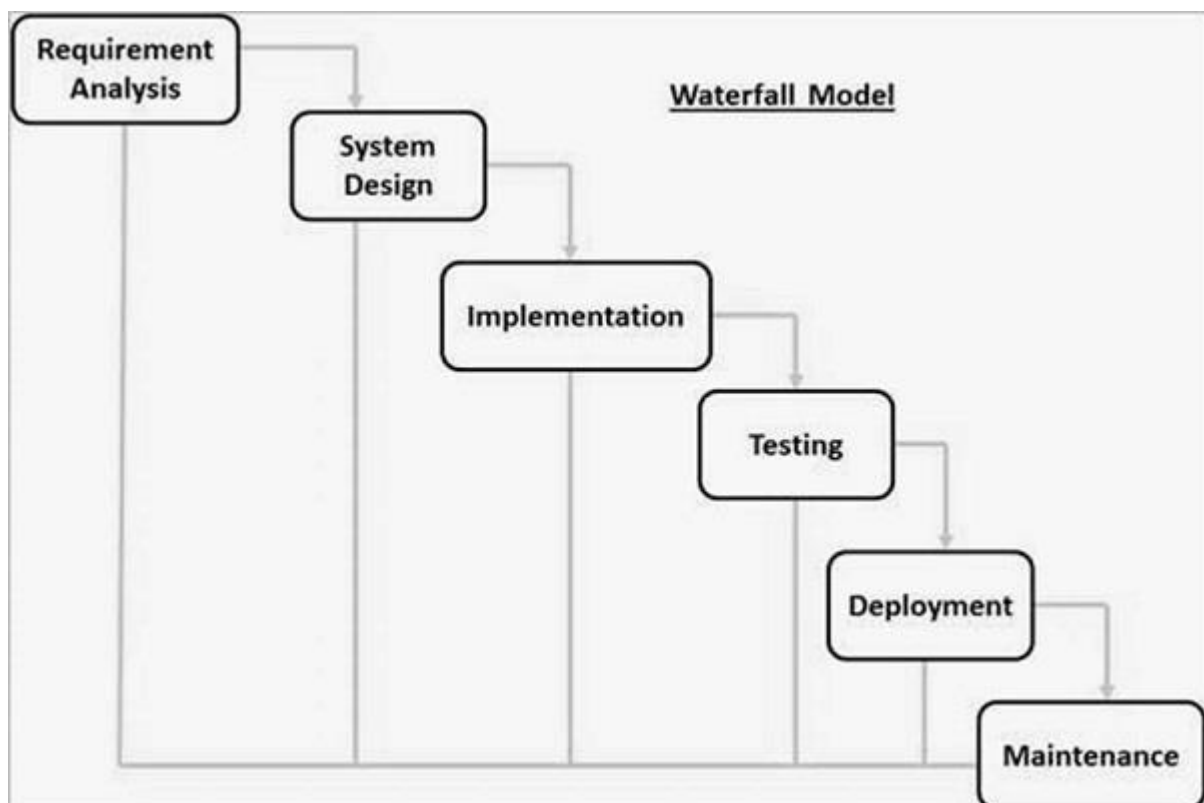 Requirement
Analysis
Waterfall Model
System
Design
Implementation
Testing
Deployment
Maintenance